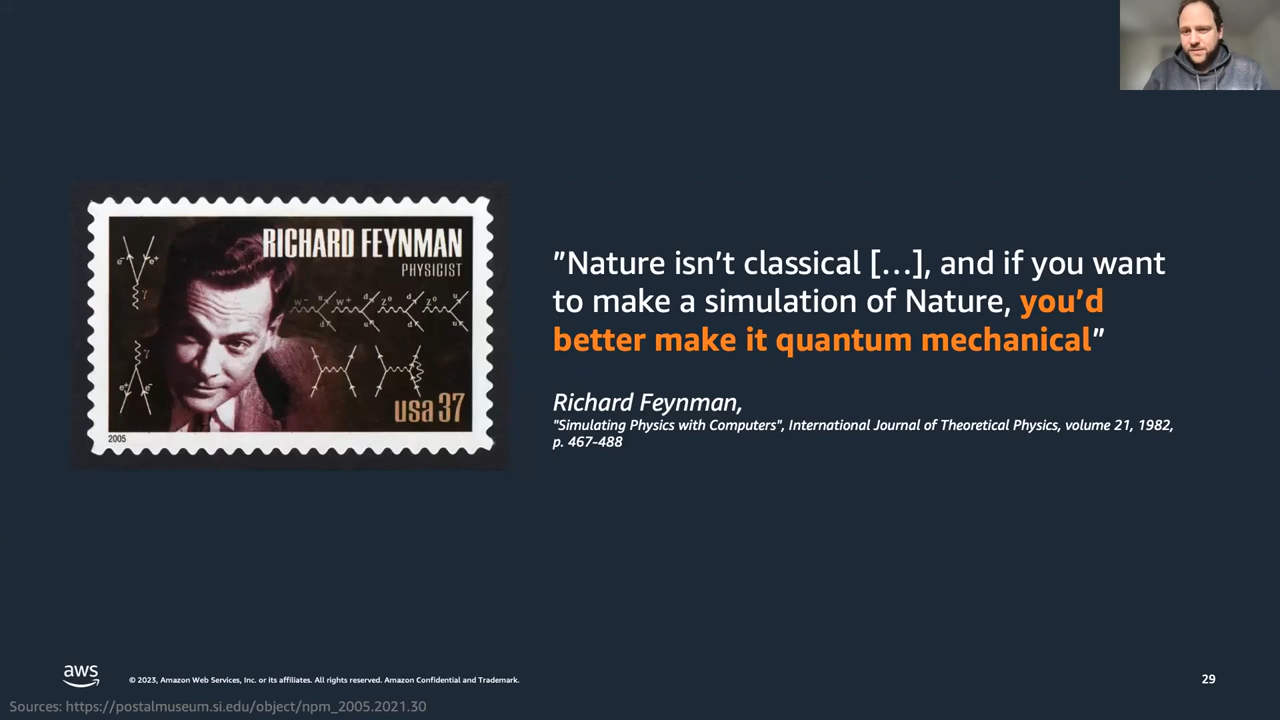 RICHARD FEYNMAN
PHYSICIST
e- e+
γ
w- u w+ d z0 d z0 u
d u d u
γ
e+ e-
usa 37
2005
"Nature isn't classical [...], and if you want
to make a simulation of Nature, you'd
better make it quantum mechanical"
Richard Feynman,
"Simulating Physics with Computers", International Journal of Theoretical Physics, volume 21, 1982,
p. 467-488
aws
© 2023, Amazon Web Services, Inc. or its affiliates. All rights reserved. Amazon Confidential and Trademark.
29
Sources: https://postalmuseum.si.edu/object/npm_2005.2021.30